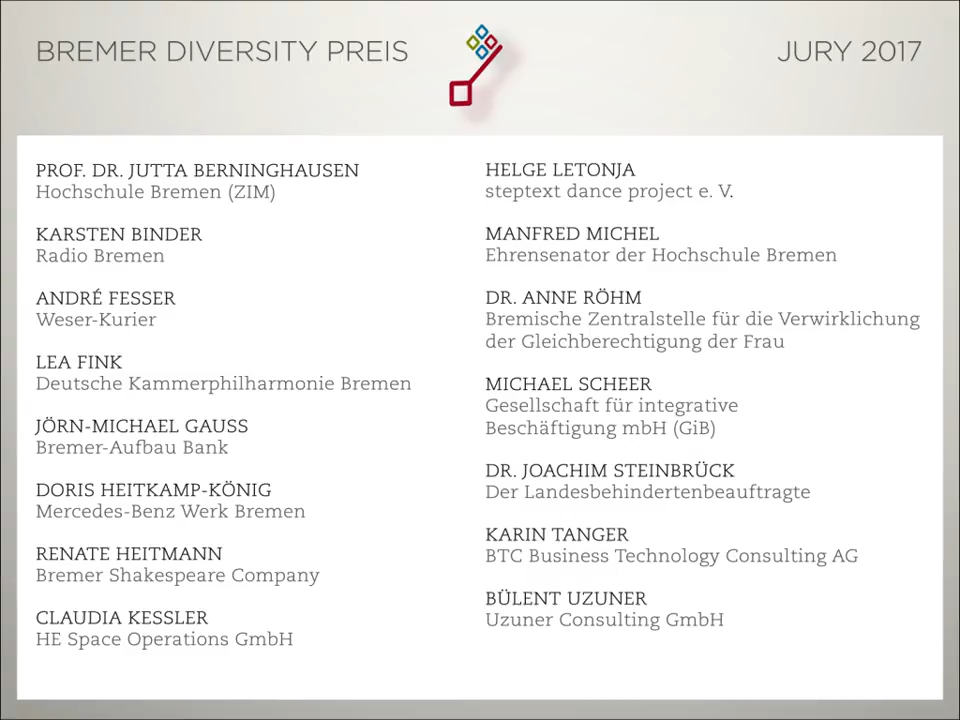 BREMER DIVERSITY PREIS
JURY 2017
PROF. DR. JUTTA BERNINGHAUSEN
Hochschule Bremen (ZIM)
KARSTEN BINDER
Radio Bremen
ANDRÉ FESSER
Weser-Kurier
LEA FINK
Deutsche Kammerphilharmonie Bremen
JÖRN-MICHAEL GAUSS
Bremer-Aufbau Bank
DORIS HEITKAMP-KÖNIG
Mercedes-Benz Werk Bremen
RENATE HEITMANN
Bremer Shakespeare Company
CLAUDIA KESSLER
HE Space Operations GmbH
HELGE LETONJA
steptext dance project e. V.
MANFRED MICHEL
Ehrensenator der Hochschule Bremen
DR. ANNE RÖHM
Bremische Zentralstelle für die Verwirklichung
der Gleichberechtigung der Frau
MICHAEL SCHEER
Gesellschaft für integrative
Beschäftigung mbH (GiB)
DR. JOACHIM STEINBRÜCK
Der Landesbehindertenbeauftragte
KARIN TANGER
BTC Business Technology Consulting AG
BÜLENT UZUNER
Uzuner Consulting GmbH